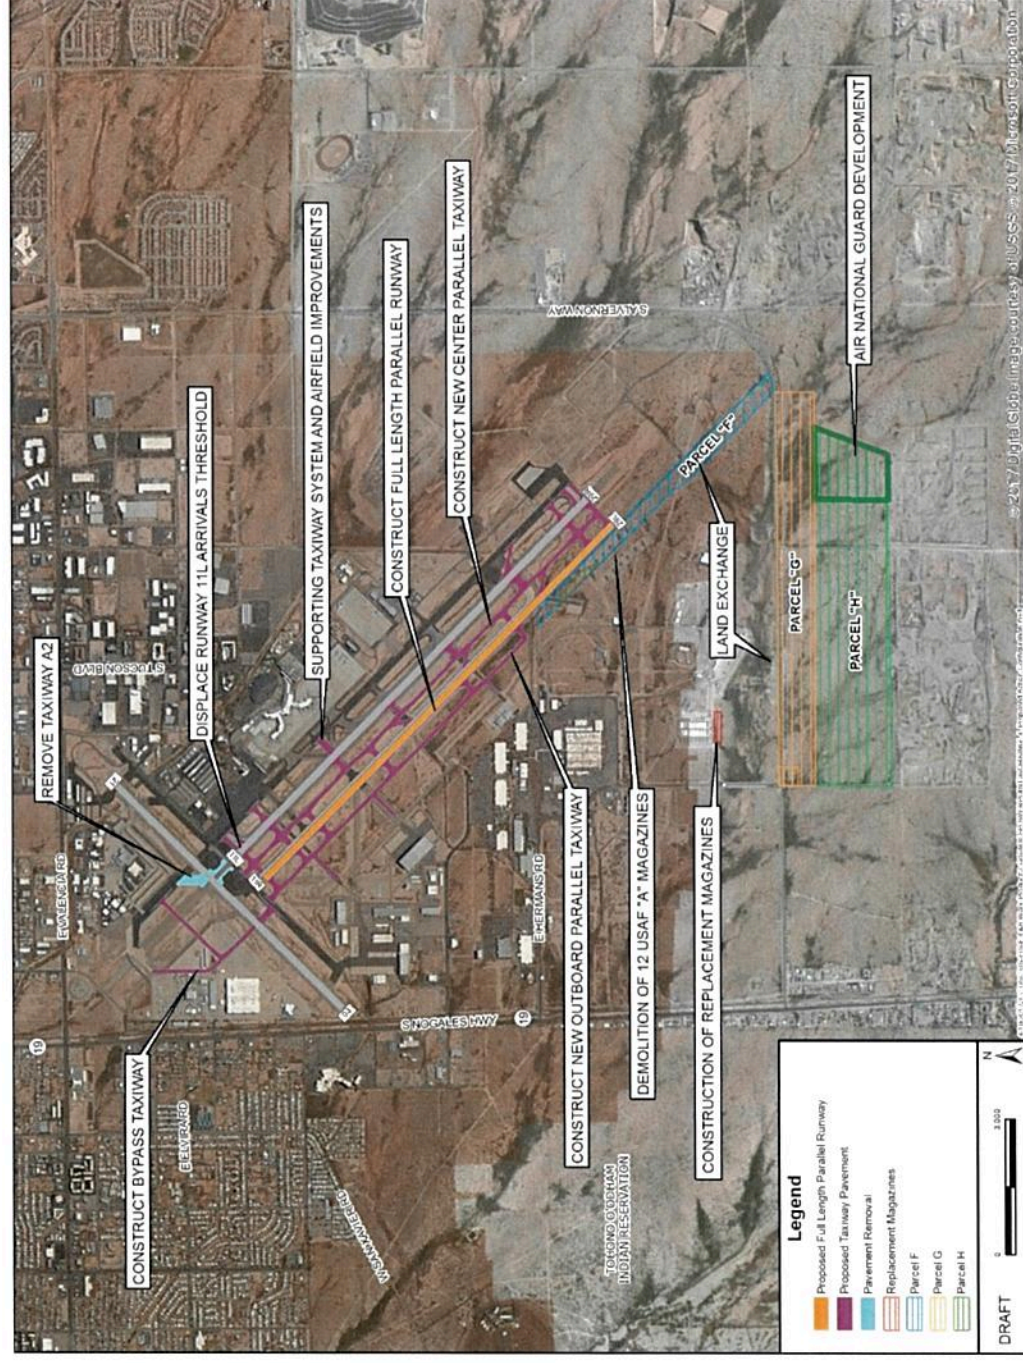 REMOVE TAXIWAY A2
DISPLACE RUNWAY 11L ARRIVALS THRESHOLD
SUPPORTING TAXIWAY SYSTEM AND AIRFIELD IMPROVEMENTS
CONSTRUCT FULL LENGTH PARALLEL RUNWAY
CONSTRUCT NEW CENTER PARALLEL TAXIWAY
AIR NATIONAL GUARD DEVELOPMENT
S ALVERNON WAY
S TUCSON BLVD
E VALENCIA RD
E HERMANS RD
S NOGALES HWY
19
19
E ELVIRA RD
W SAN XAVIER RD
TOHONO O'ODHAM
INDIAN RESERVATION
PARCEL "F"
LAND EXCHANGE
PARCEL "G"
PARCEL "H"
CONSTRUCT BYPASS TAXIWAY
CONSTRUCT NEW OUTBOARD PARALLEL TAXIWAY
DEMOLITION OF 12 USAF "A" MAGAZINES
CONSTRUCTION OF REPLACEMENT MAGAZINES
Legend
Proposed Full Length Parallel Runway
Proposed Taxiway Pavement
Pavement Removal
Replacement Magazines
Parcel F
Parcel G
Parcel H
DRAFT
0
3,000
N
© 2017 DigitalGlobe Image courtesy of USGS © 2017 Microsoft Corporation